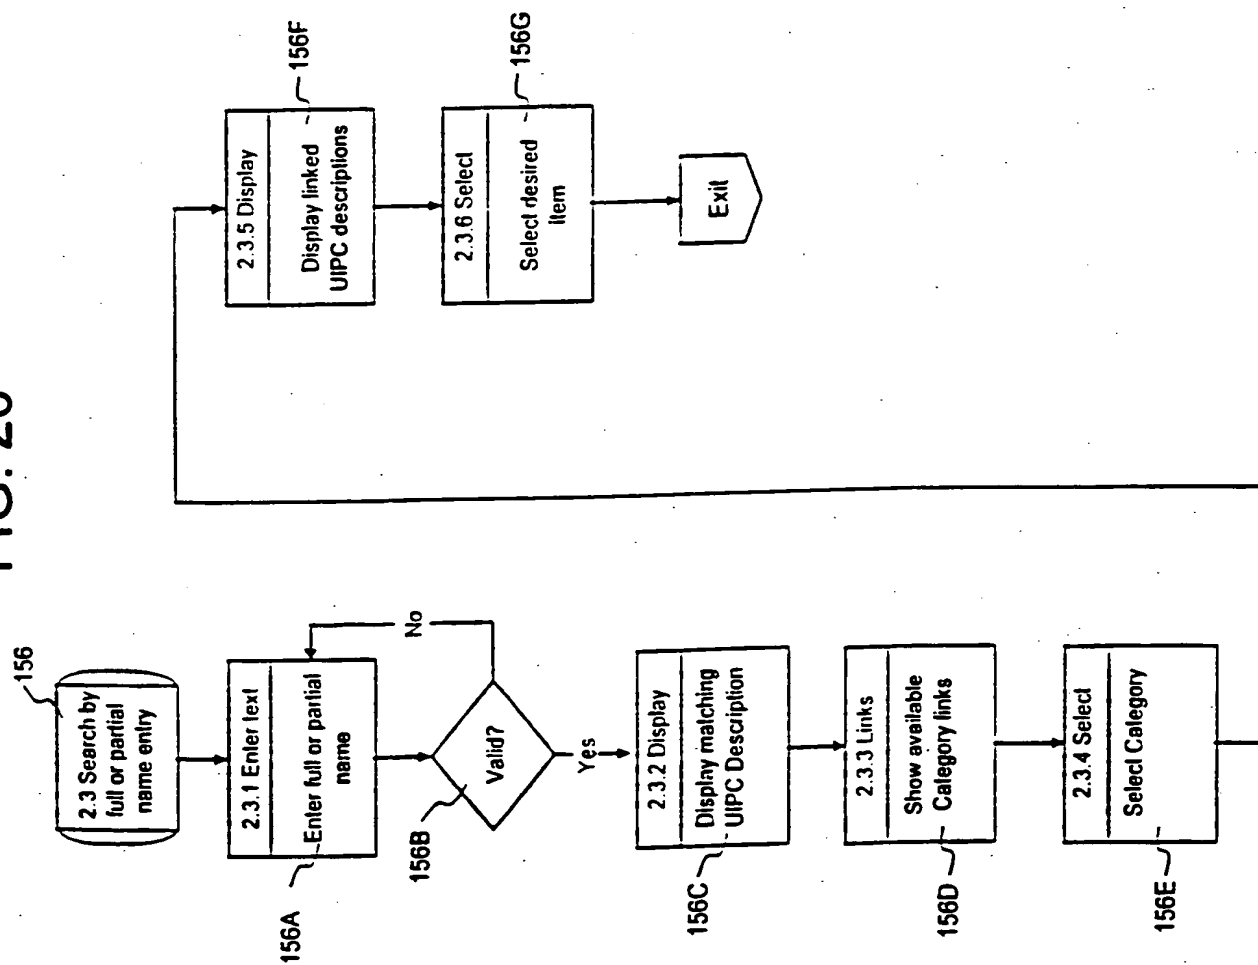 2.3 Search by
full or partial
name entry
156
2.3.1 Enter text
Enter full or partial
name
156A
Valid?
156B
No
Yes
2.3.2 Display
Display matching
UIPC Description
156C
2.3.3 Links
Show available
Category links
156D
2.3.4 Select
Select Category
156E
2.3.5 Display
Display linked
UIPC descriptions
156F
2.3.6 Select
Select desired
Item
156G
Exit